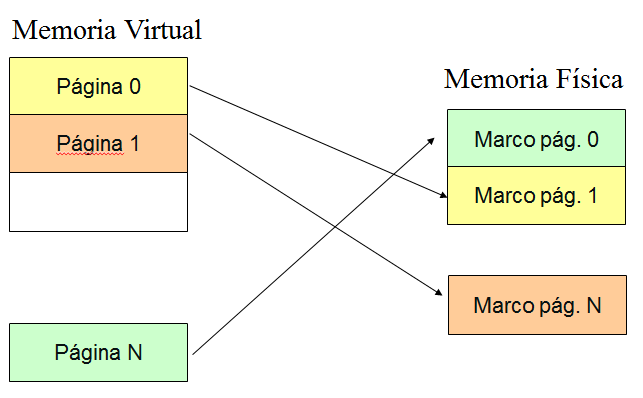 Memoria Virtual
Página 0
Página 1
Página N
Memoria Física
Marco pág. 0
Marco pág. 1
Marco pág. N